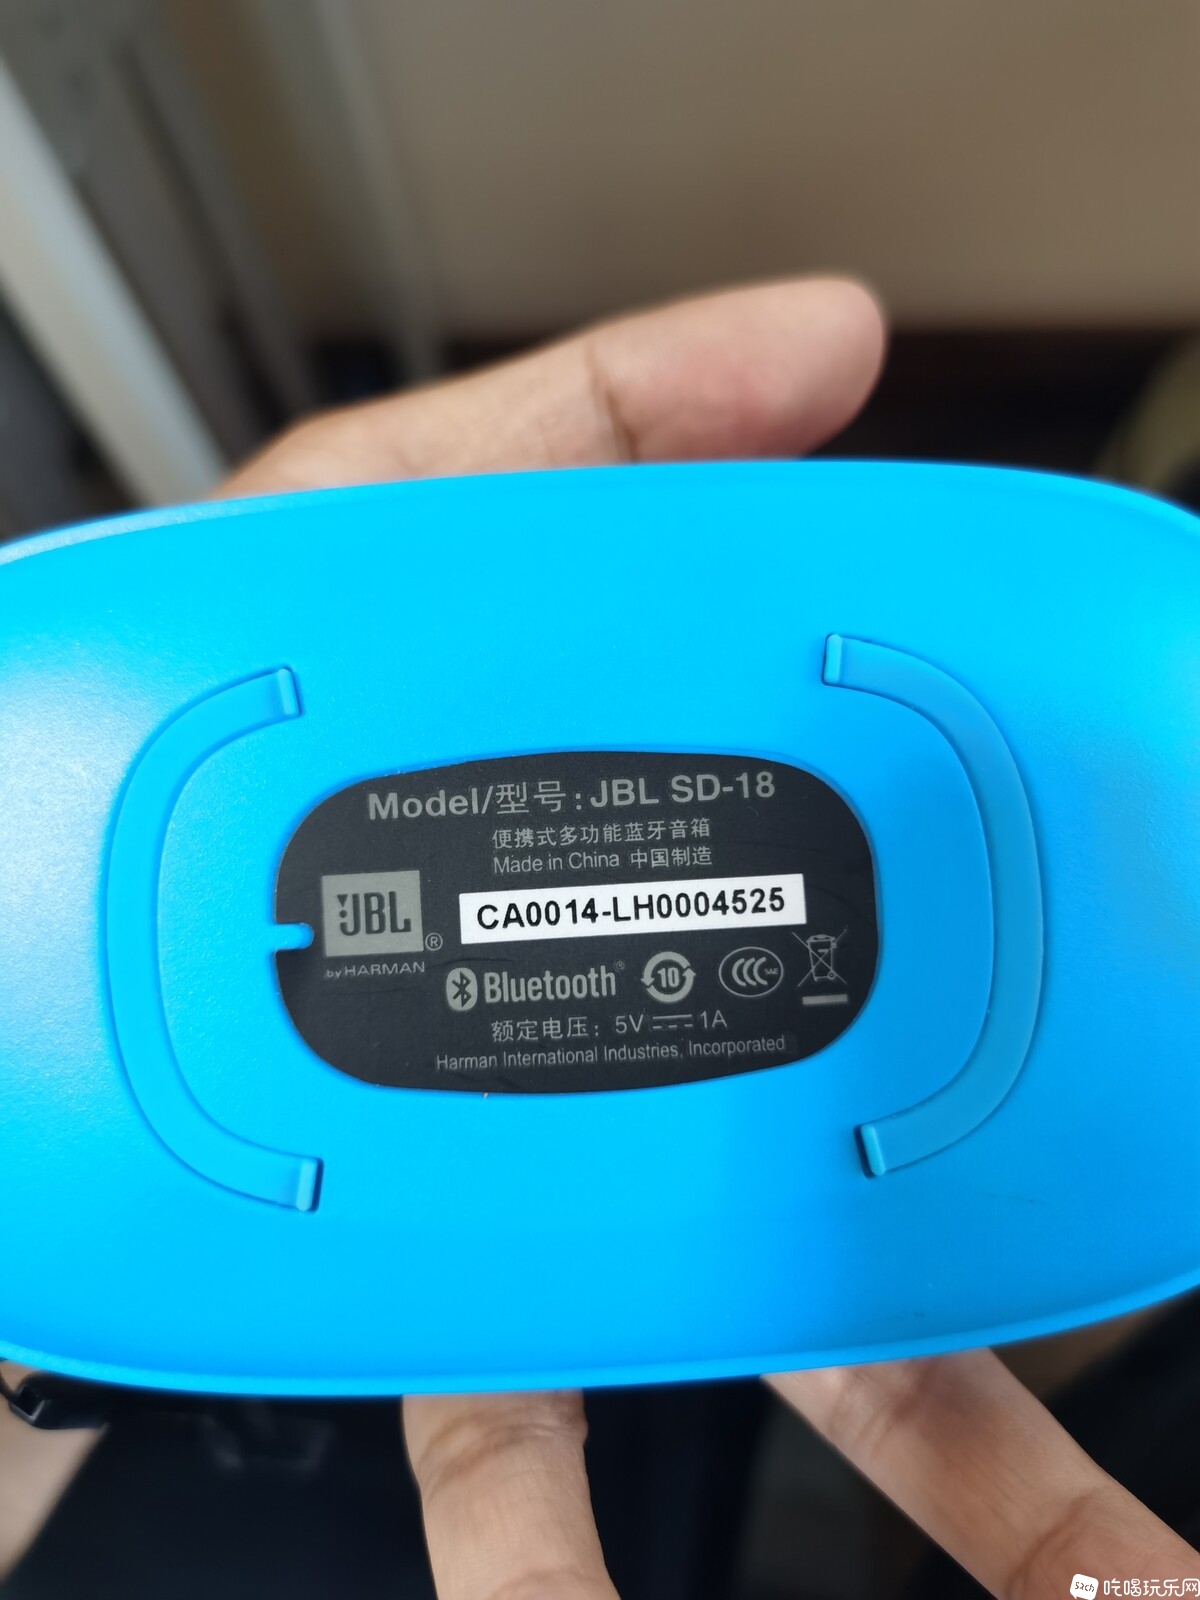 Model/型号: JBL SD-18
便携式多功能蓝牙音箱
Made in China 中国制造
JBL®
by HARMAN
CA0014-LH0004525
Bluetooth®
10
CCC S&E
额定电压: 5V ⎓ 1A
Harman International Industries, Incorporated
52ch 吃喝玩乐网